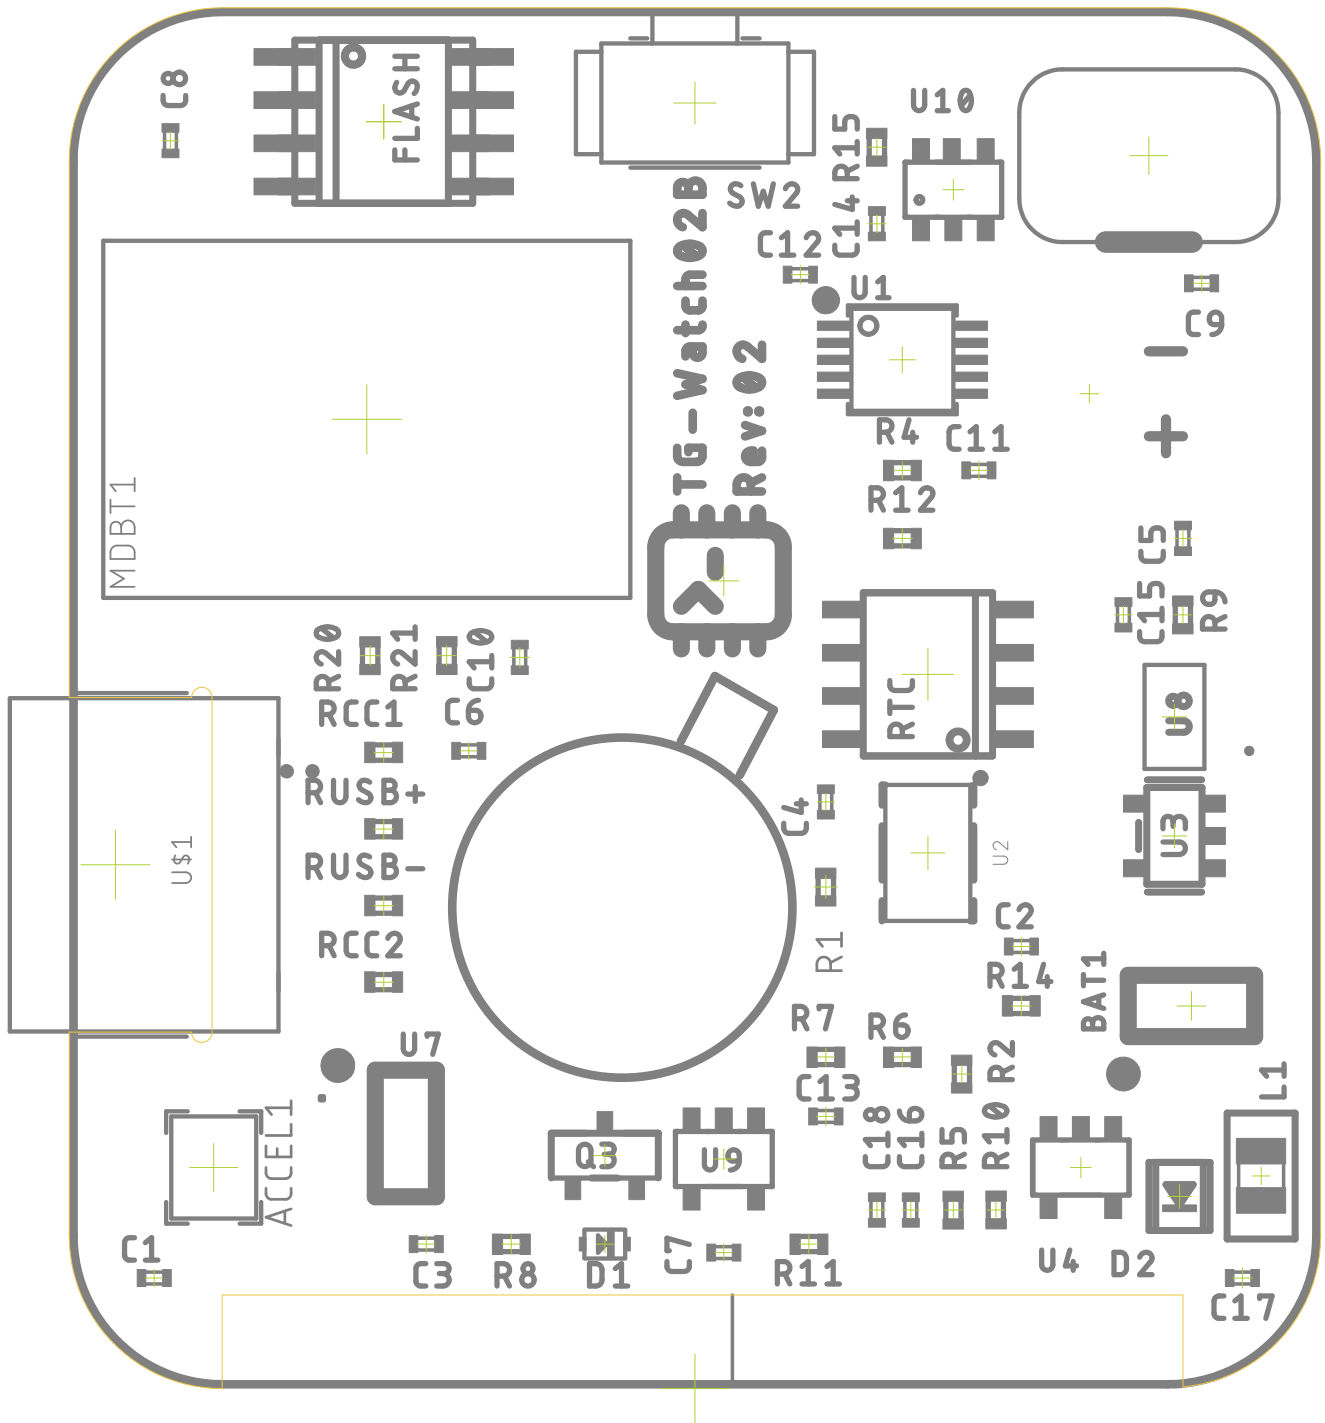 C8
FLASH
U10
R15
SW2
C14
C12
U1
C9
TG-Watch02B
Rev:02
−
+
R4
C11
R12
MDBT1
C5
C15
R9
R20
R21
C10
RCC1
C6
RTC
U8
RUSB+
C4
U3
U$1
U2
RUSB-
C2
RCC2
R1
R14
BAT1
R7
R6
U7
R2
C13
L1
ACCEL1
Q3
U9
C18
C16
R5
R10
C1
C3
R8
D1
C7
R11
U4
D2
C17